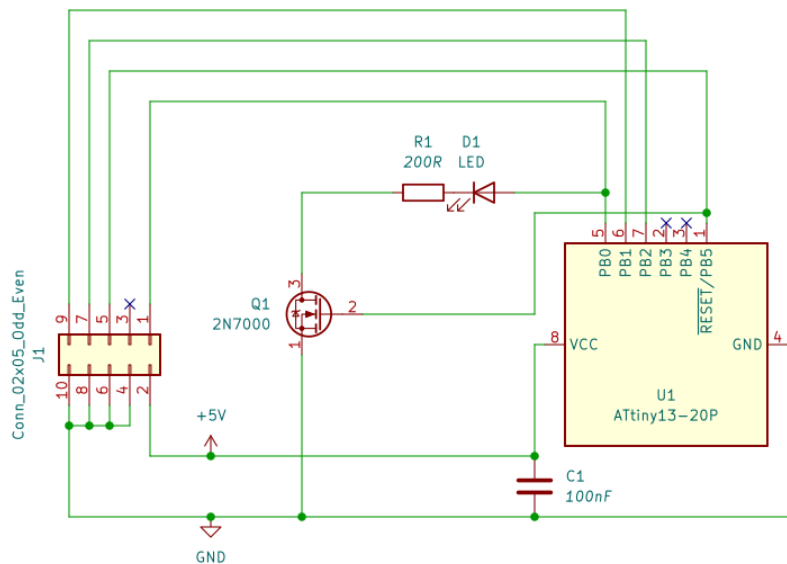 R1
200R
D1
LED
5
6
7
2
3
1
PB0
PB1
PB2
PB3
PB4
RESET/PB5
3
Q1
2N7000
2
1
9
7
5
3
1
J1
Conn_02x05_Odd_Even
10
8
6
4
2
8
VCC
GND
4
U1
ATtiny13-20P
+5V
C1
100nF
GND